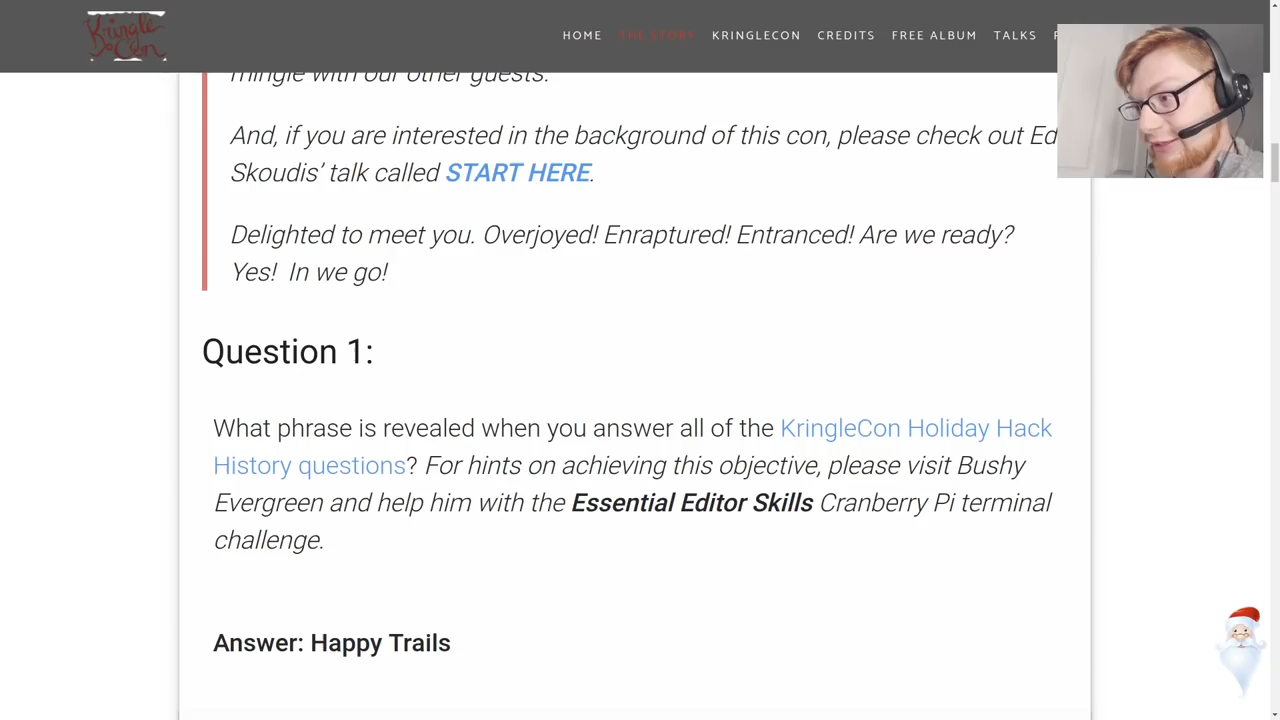 Kringle
Con
HOME THE STORY KRINGLECON CREDITS FREE ALBUM TALKS
mingle with our other guests.
And, if you are interested in the background of this con, please check out Ed
Skoudis’ talk called START HERE.
Delighted to meet you. Overjoyed! Enraptured! Entranced! Are we ready?
Yes! In we go!
Question 1:
What phrase is revealed when you answer all of the KringleCon Holiday Hack
History questions? For hints on achieving this objective, please visit Bushy
Evergreen and help him with the Essential Editor Skills Cranberry Pi terminal
challenge.
Answer: Happy Trails